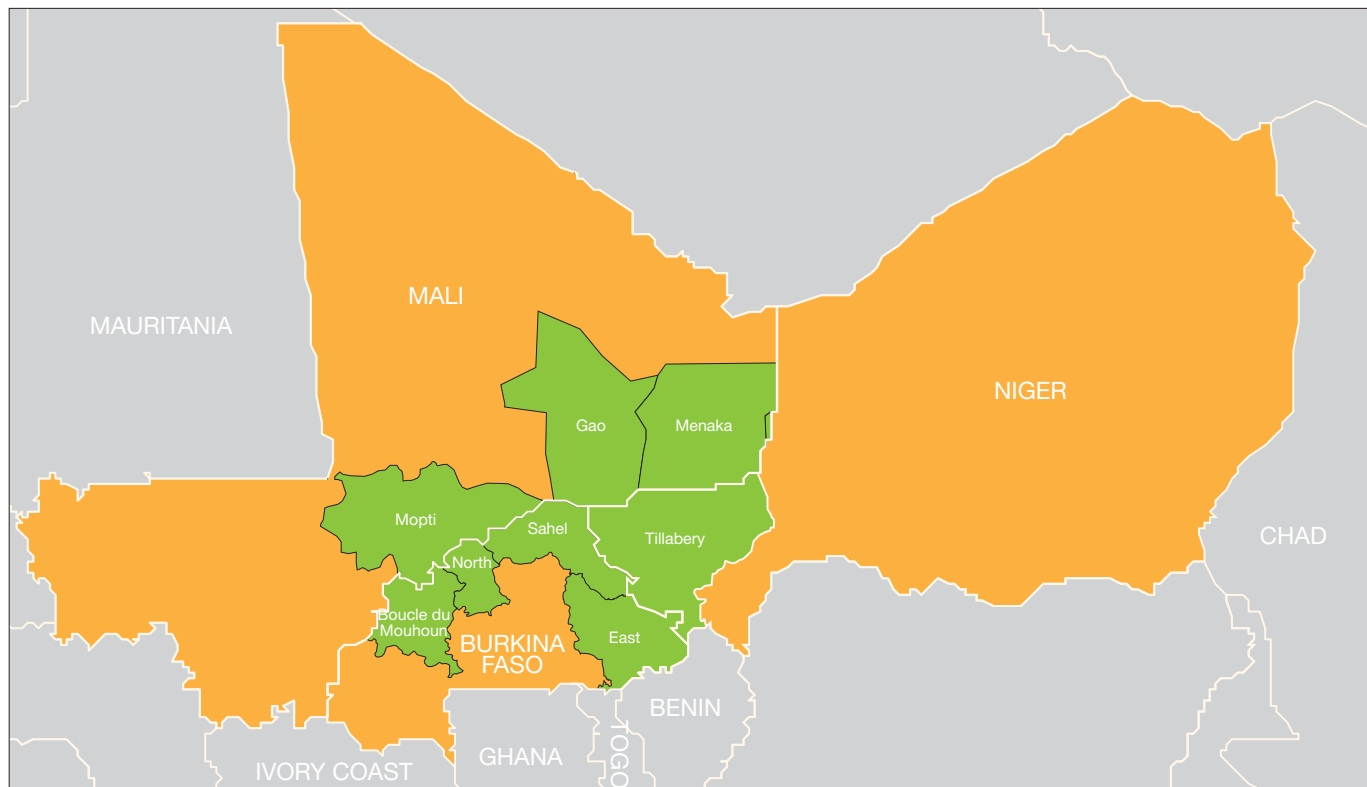 MALI
MAURITANIA
NIGER
Gao
Menaka
Mopti
Sahel
Tillabery
CHAD
North
Boucle du
Mouhoun
East
BURKINA
FASO
BENIN
TOGO
GHANA
IVORY COAST